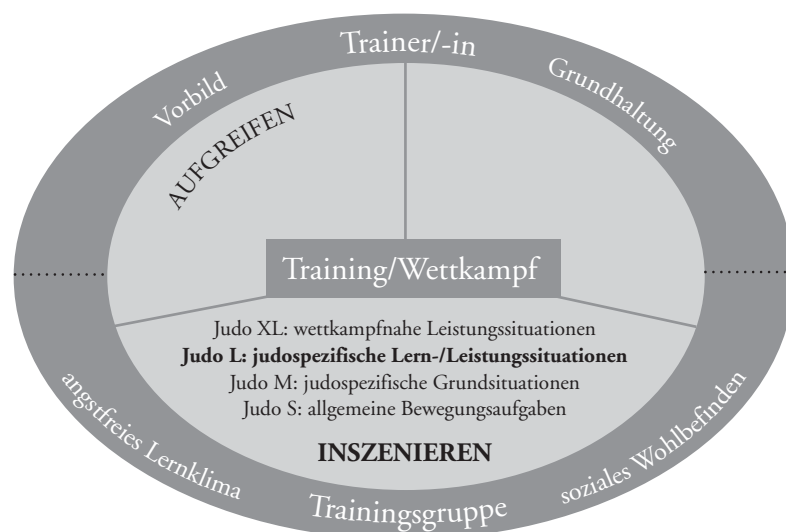 Trainer/-in
Vorbild
Grundhaltung
AUFGREIFEN
Training/Wettkampf
Judo XL: wettkampfnahe Leistungssituationen
Judo L: judospezifische Lern-/Leistungssituationen
Judo M: judospezifische Grundsituationen
Judo S: allgemeine Bewegungsaufgaben
INSZENIEREN
angstfreies Lernklima
soziales Wohlbefinden
Trainingsgruppe